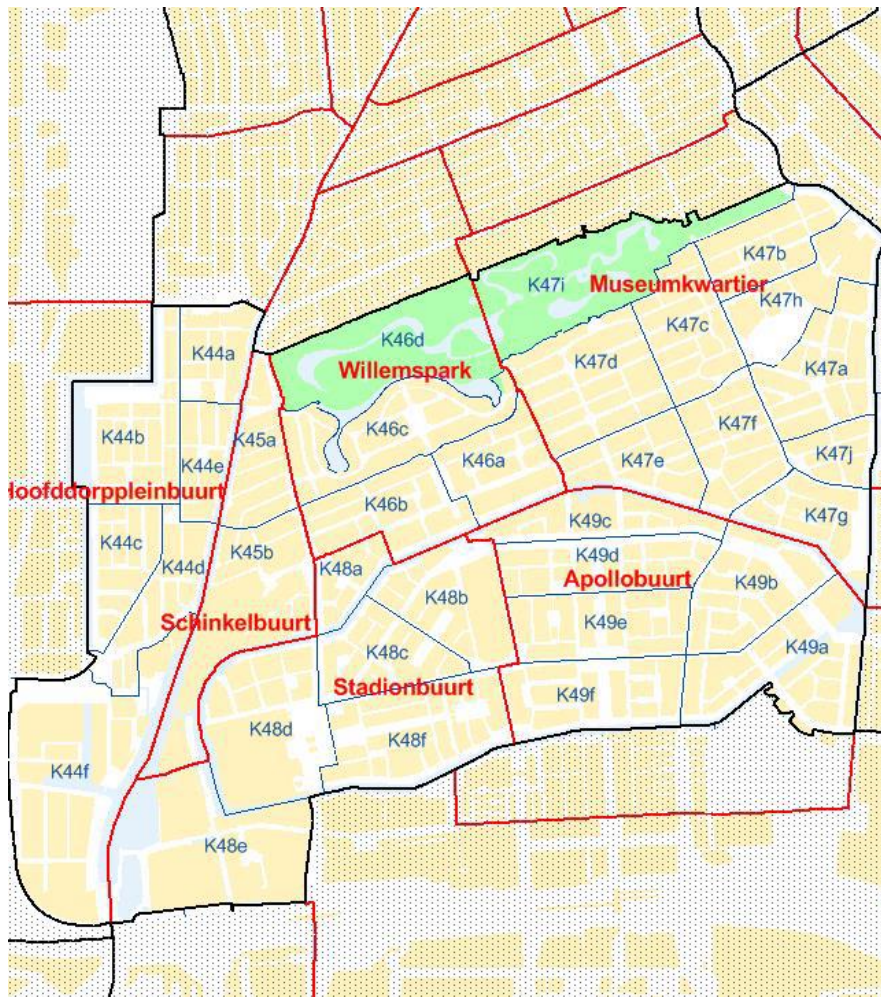 K47b
K47i
Museumkwartier
K47h
K47c
K46d
K44a
K47d
Willemspark
K47a
K47f
K46c
K44b
K45a
K47j
K46a
K47e
K44e
Hoofddorppleinbuurt
K46b
K49c
K47g
K44c
K45b
K49d
K44d
K48a
Apollobuurt
K49b
K48b
Schinkelbuurt
K49e
K48c
K49a
Stadionbuurt
K49f
K48d
K48f
K44f
K48e